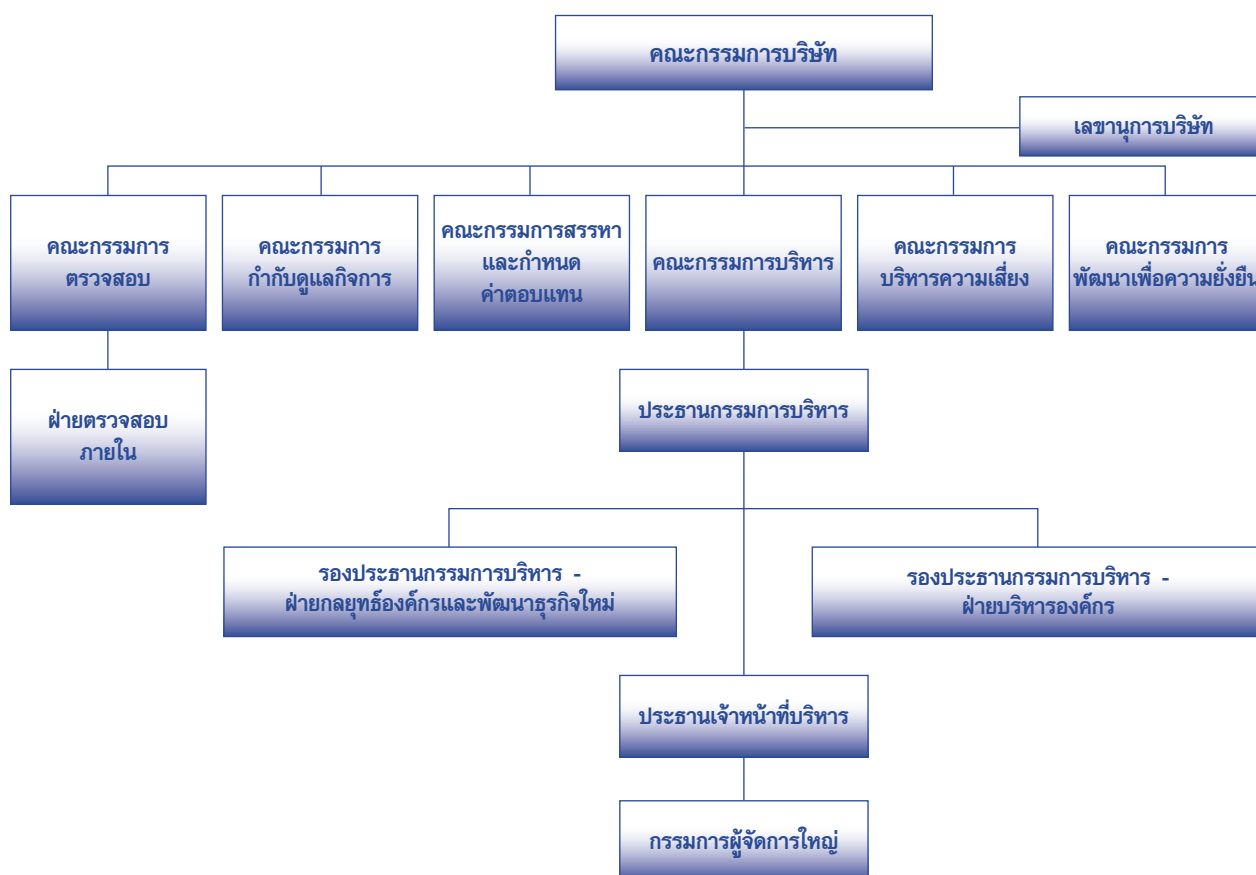 คณะกรรมการบริษัท
เลขานุการบริษัท
คณะกรรมการ
ตรวจสอบ
คณะกรรมการ
กำกับดูแลกิจการ
คณะกรรมการสรรหา
และกำหนด
ค่าตอบแทน
คณะกรรมการบริหาร
คณะกรรมการ
บริหารความเสี่ยง
คณะกรรมการ
พัฒนาเพื่อความยั่งยืน
ฝ่ายตรวจสอบ
ภายใน
ประธานกรรมการบริหาร
รองประธานกรรมการบริหาร -
ฝ่ายกลยุทธ์องค์กรและพัฒนาธุรกิจใหม่
รองประธานกรรมการบริหาร -
ฝ่ายบริหารองค์กร
ประธานเจ้าหน้าที่บริหาร
กรรมการผู้จัดการใหญ่